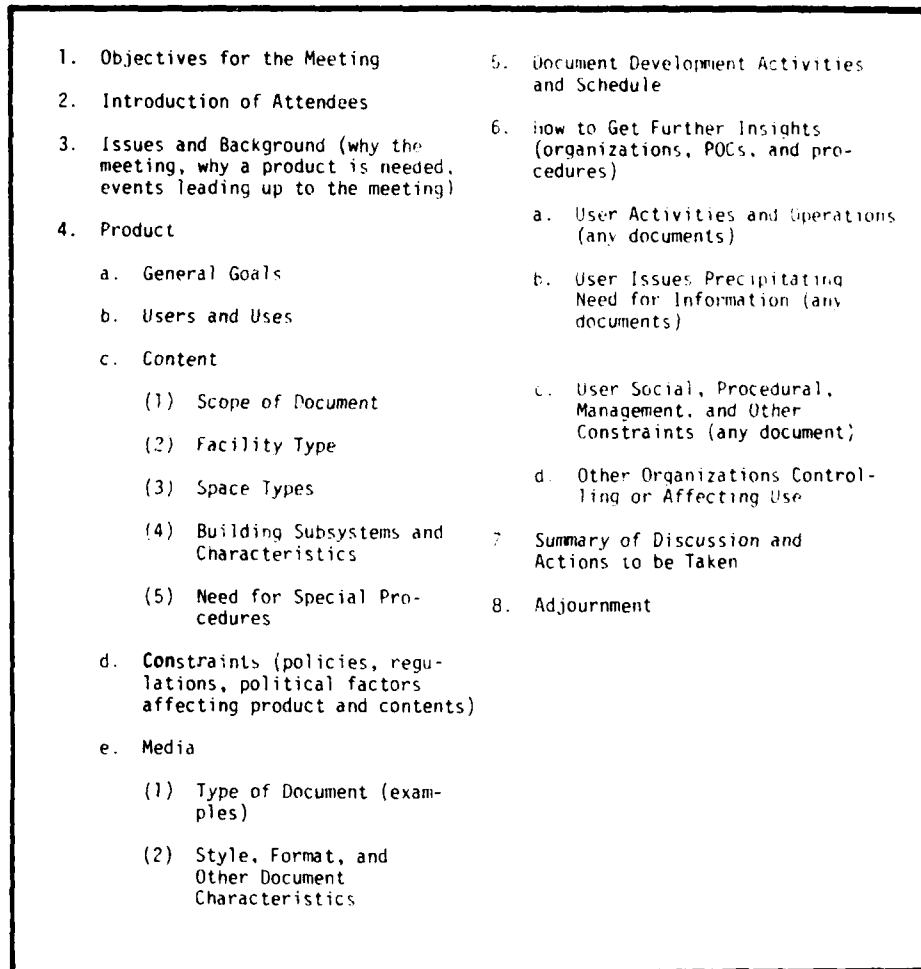 1. Objectives for the Meeting
2. Introduction of Attendees
3. Issues and Background (why the
meeting, why a product is needed,
events leading up to the meeting)
4. Product
a. General Goals
b. Users and Uses
c. Content
(1) Scope of Document
(2) Facility Type
(3) Space Types
(4) Building Subsystems and
Characteristics
(5) Need for Special Pro-
cedures
d. Constraints (policies, regu-
lations, political factors
affecting product and contents)
e. Media
(1) Type of Document (exam-
ples)
(2) Style, Format, and
Other Document
Characteristics
5. Document Development Activities
and Schedule
6. How to Get Further Insights
(organizations, POCs, and pro-
cedures)
a. User Activities and Operations
(any documents)
b. User Issues Precipitating
Need for Information (any
documents)
c. User Social, Procedural,
Management, and Other
Constraints (any document)
d. Other Organizations Control-
ling or Affecting Use
7 Summary of Discussion and
Actions to be Taken
8. Adjournment